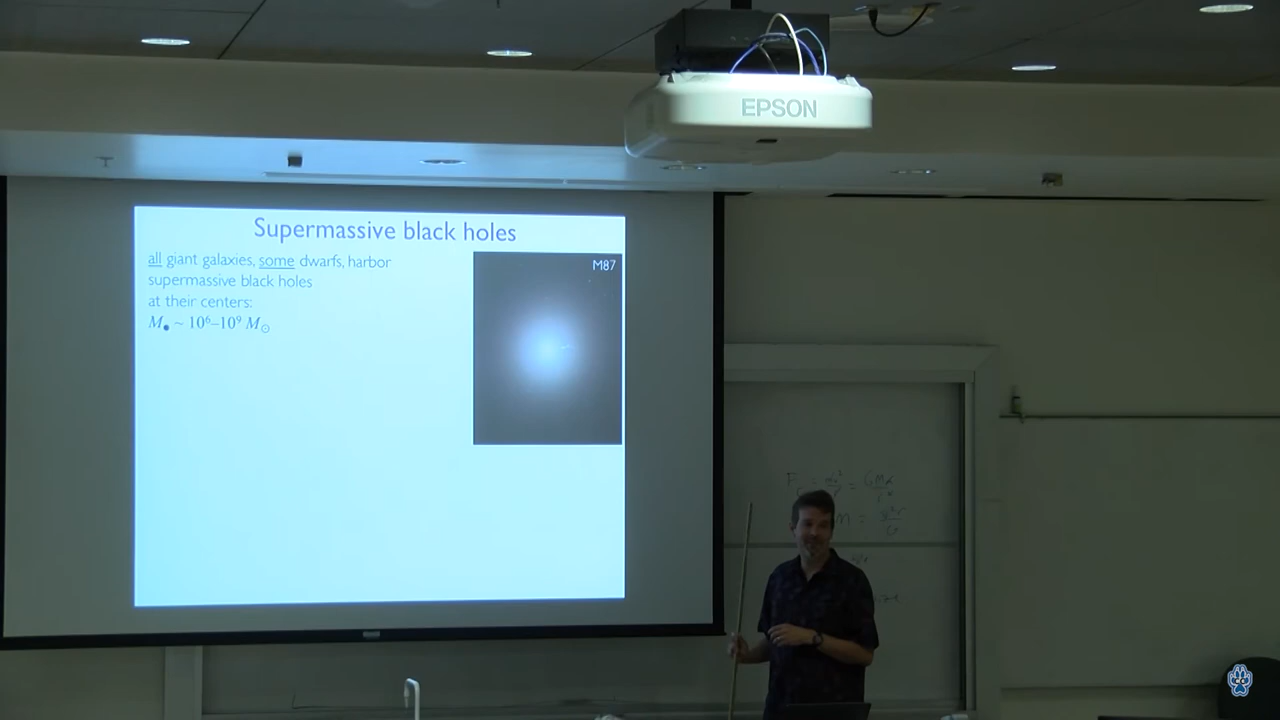 EPSON
Supermassive black holes
all giant galaxies, some dwarfs, harbor
supermassive black holes
at their centers:
M● ~ 10⁶–10⁹ M☉
M87